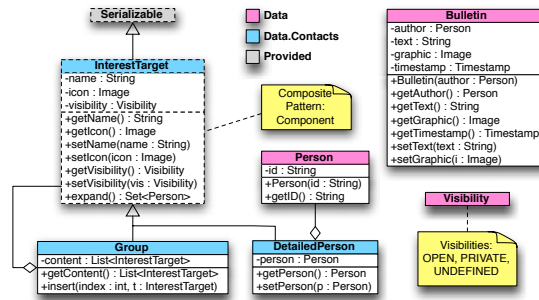 Serializable
Data
Data.Contacts
Provided
InterestTarget
-name : String
-icon : Image
-visibility : Visibility
+getName() : String
+getIcon() : Image
+setName(name : String)
+setIcon(icon : Image)
+getVisibility() : Visibility
+setVisibility(vis : Visibility)
+expand() : Set<Person>
Composite
Pattern:
Component
Bulletin
-author : Person
-text : String
-graphic : Image
-timestamp : Timestamp
+Bulletin(author : Person)
+getAuthor() : Person
+getText() : String
+getGraphic() : Image
+getTimestamp() : Timestamp
+setText(text : String)
+setGraphic(i : Image)
Person
-id : String
+Person(id : String)
+getID() : String
Visibility
Visibilities:
OPEN, PRIVATE,
UNDEFINED
Group
-content : List<InterestTarget>
+getContent() : List<InterestTarget>
+insert(index : int, t : InterestTarget)
DetailedPerson
-person : Person
+getPerson() : Person
+setPerson(p : Person)